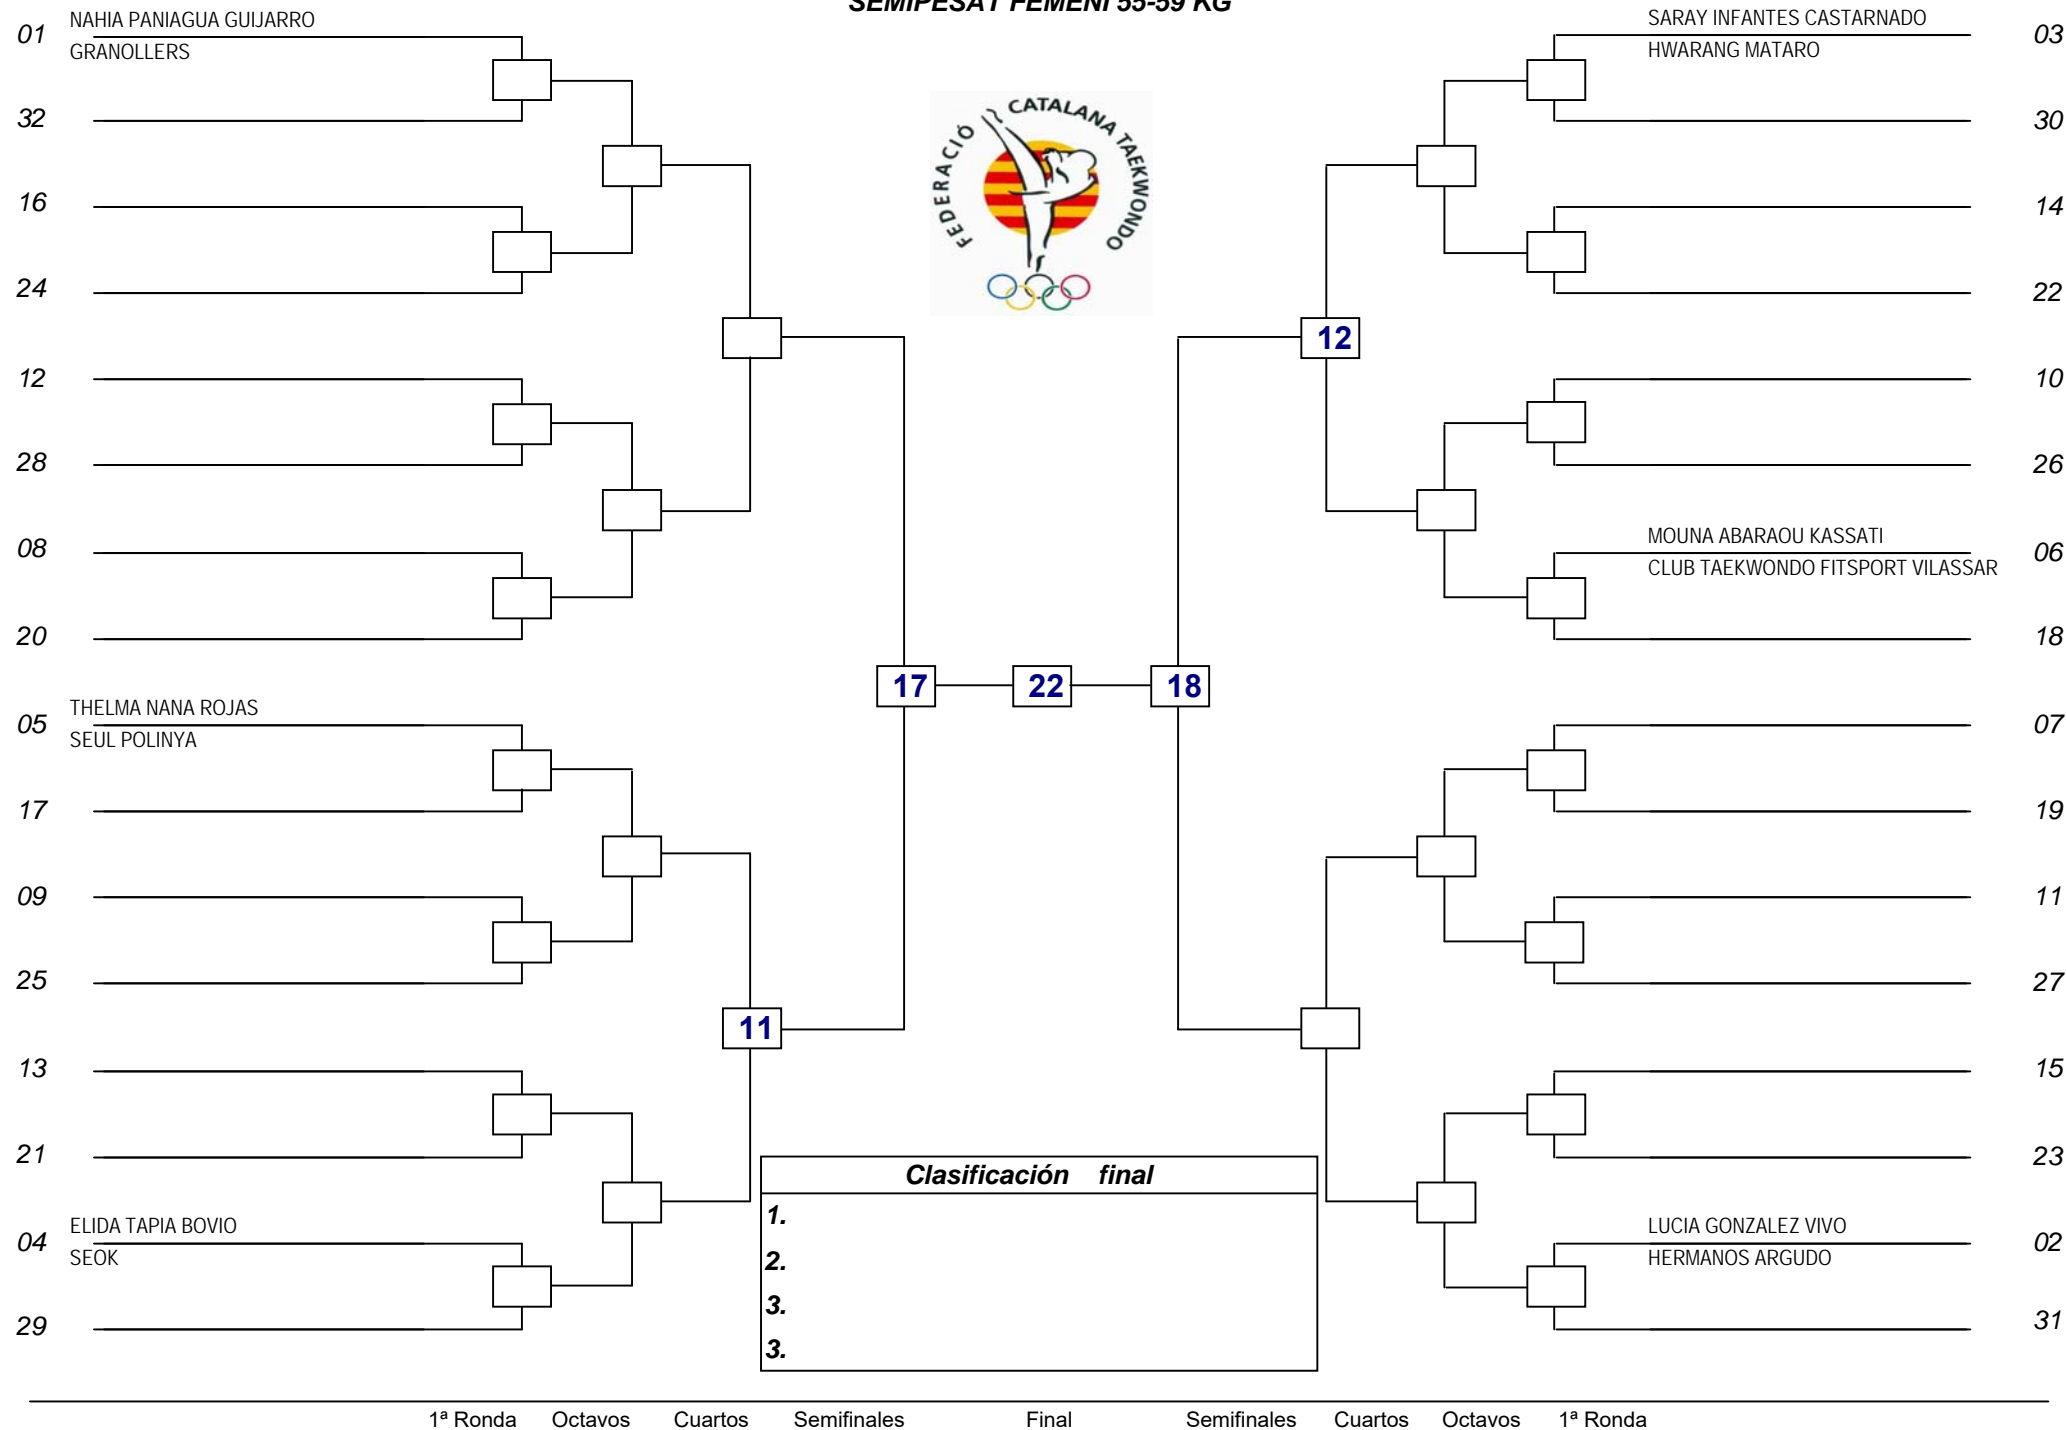 SEMIPESAT FEMENÍ 55-59 KG
01 NAHIA PANIAGUA GUIJARRO
GRANOLLERS
32
16
24
12
28
08
20
05 THELMA NANA ROJAS
SEUL POLINYA
17
09
25
13
21
04 ELIDA TAPIA BOVIO
SEOK
29
FEDERACIÓ CATALANA TAEKWONDO
11
17 22 18
12
SARAY INFANTES CASTARNADO 03
HWARANG MATARO
30
14
22
10
26
MOUNA ABARAOU KASSATI 06
CLUB TAEKWONDO FITSPORT VILASSAR
18
07
19
11
27
15
23
LUCIA GONZALEZ VIVO 02
HERMANOS ARGUDO
31
Clasificación final
1.
2.
3.
3.
1ª Ronda Octavos Cuartos Semifinales Final Semifinales Cuartos Octavos 1ª Ronda